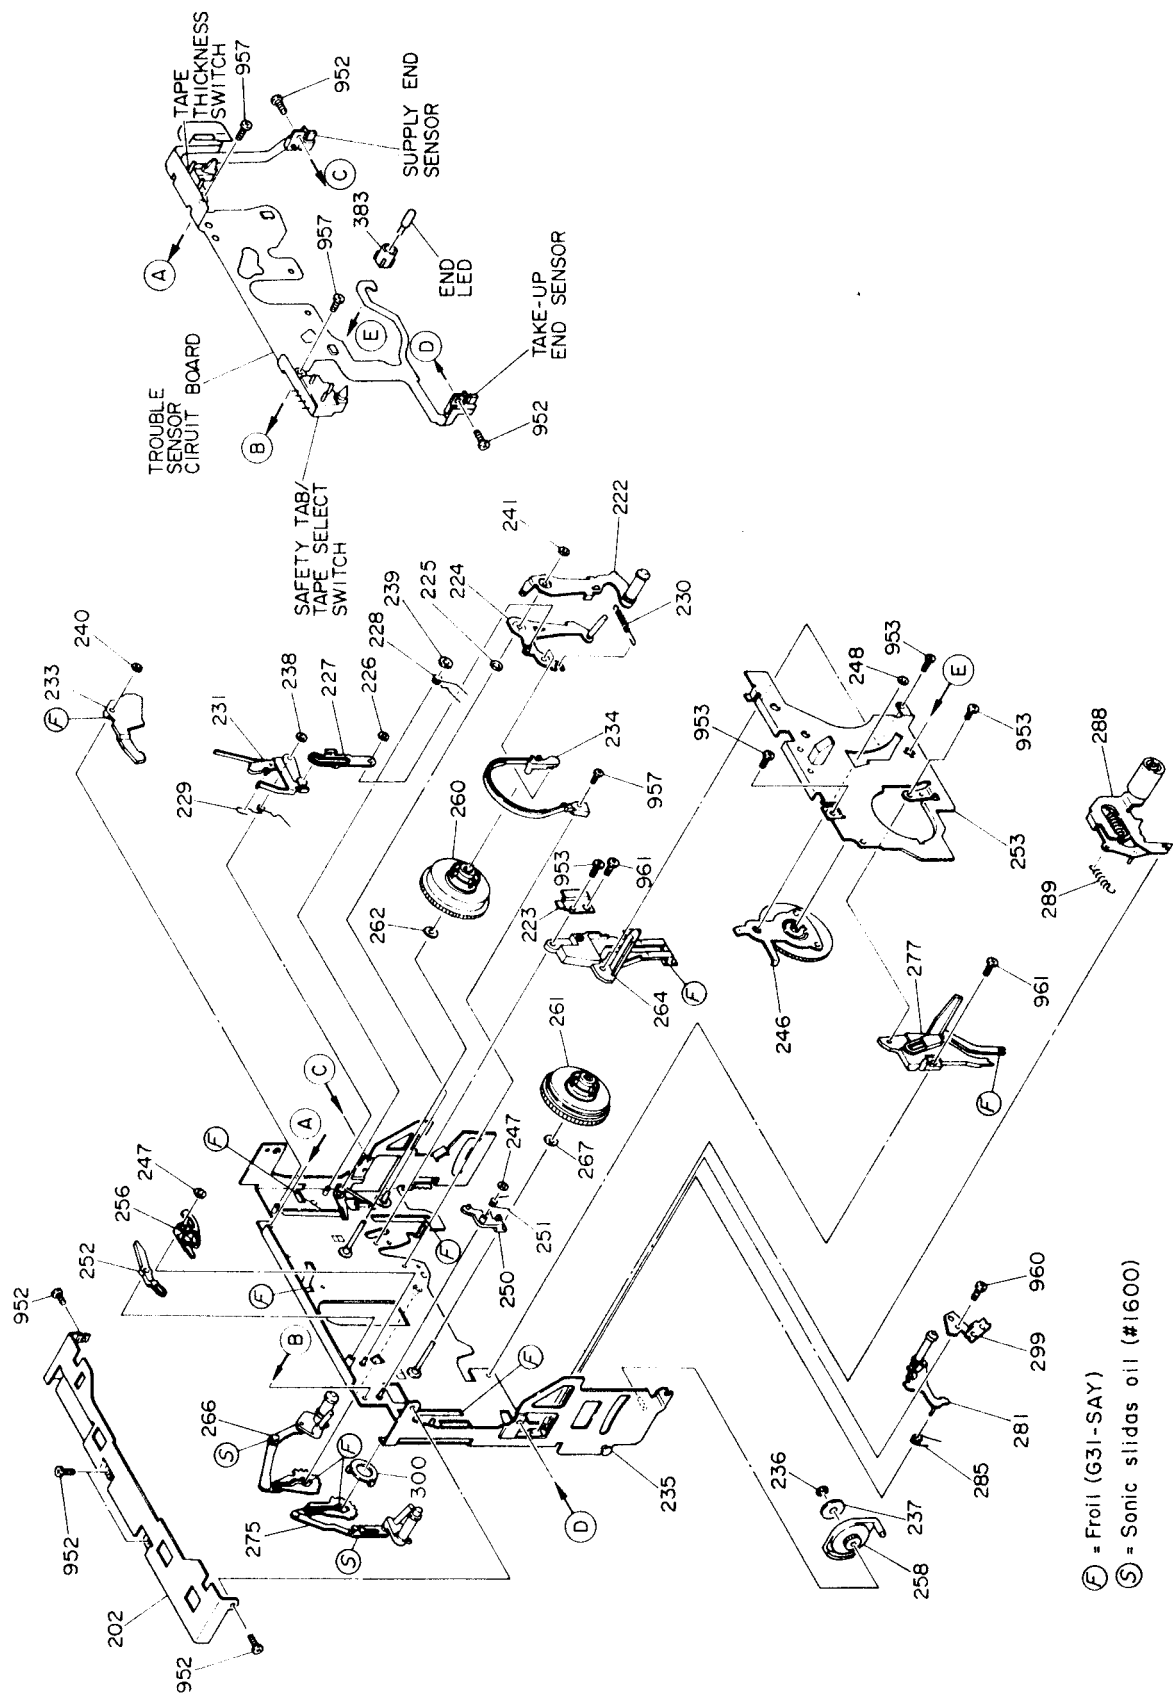 TAPE
THICKNESS
SWITCH
957
952
SUPPLY END
SENSOR
C
A
383
957
END
LED
TROUBLE
SENSOR
CIRUIT BOARD
E
B
D
TAKE-UP
END SENSOR
952
SAFETY TAB/
TAPE SELECT
SWITCH
240
233
F
231
238
227
226
229
228
239
225
224
241
222
230
234
957
260
262
953
961
223
264
F
261
267
247
251
250
953
248
953
E
953
253
288
289
246
277
961
F
C
A
F
F
F
B
F
247
256
252
952
952
202
952
266
S
F
300
275
S
D
235
236
237
258
285
281
299
960
F = Froil (G31-SAY)
S = Sonic slidas oil (#1600)